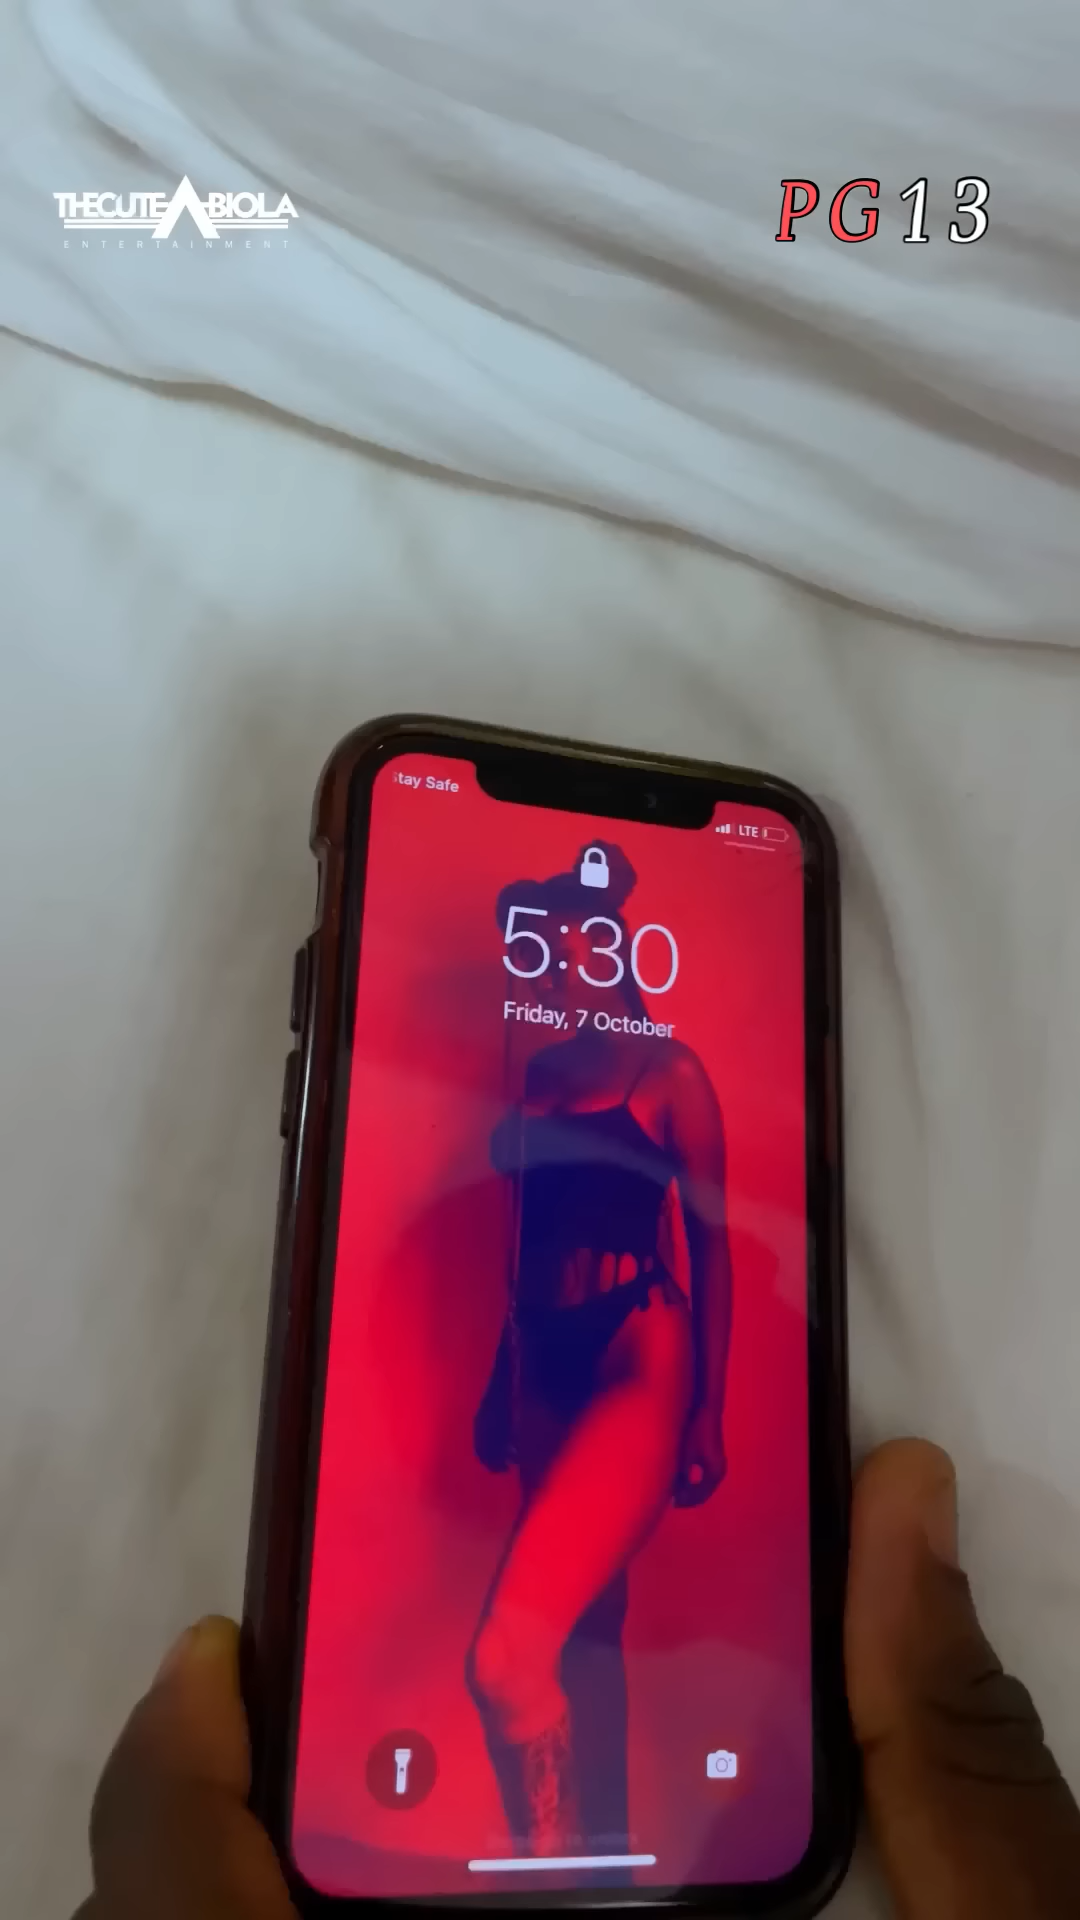 THECUTEABIOLA
ENTERTAINMENT
PG13
tay Safe
LTE
5:30
Friday, 7 October